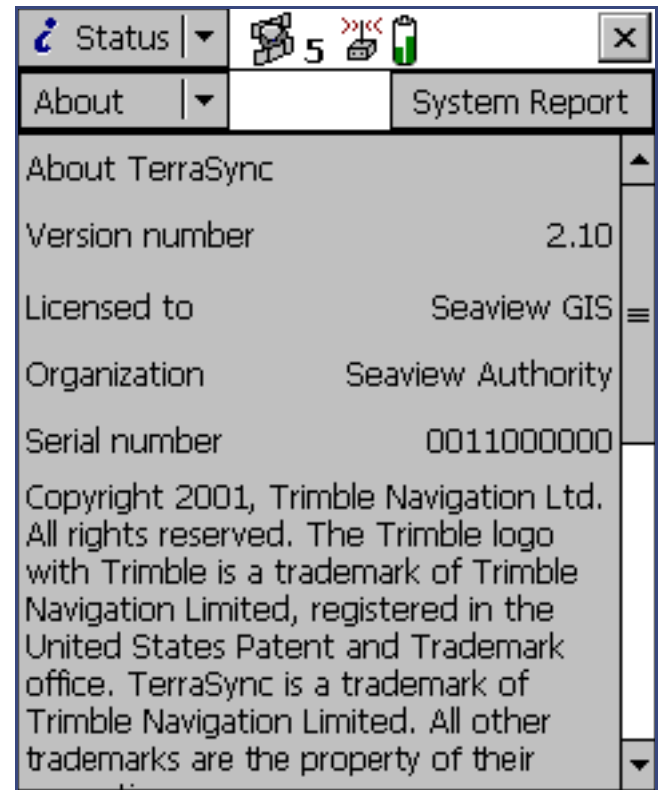 Status
5
About
System Report
About TerraSync
Version number 2.10
Licensed to Seaview GIS
Organization Seaview Authority
Serial number 0011000000
Copyright 2001, Trimble Navigation Ltd.
All rights reserved. The Trimble logo
with Trimble is a trademark of Trimble
Navigation Limited, registered in the
United States Patent and Trademark
office. TerraSync is a trademark of
Trimble Navigation Limited. All other
trademarks are the property of their